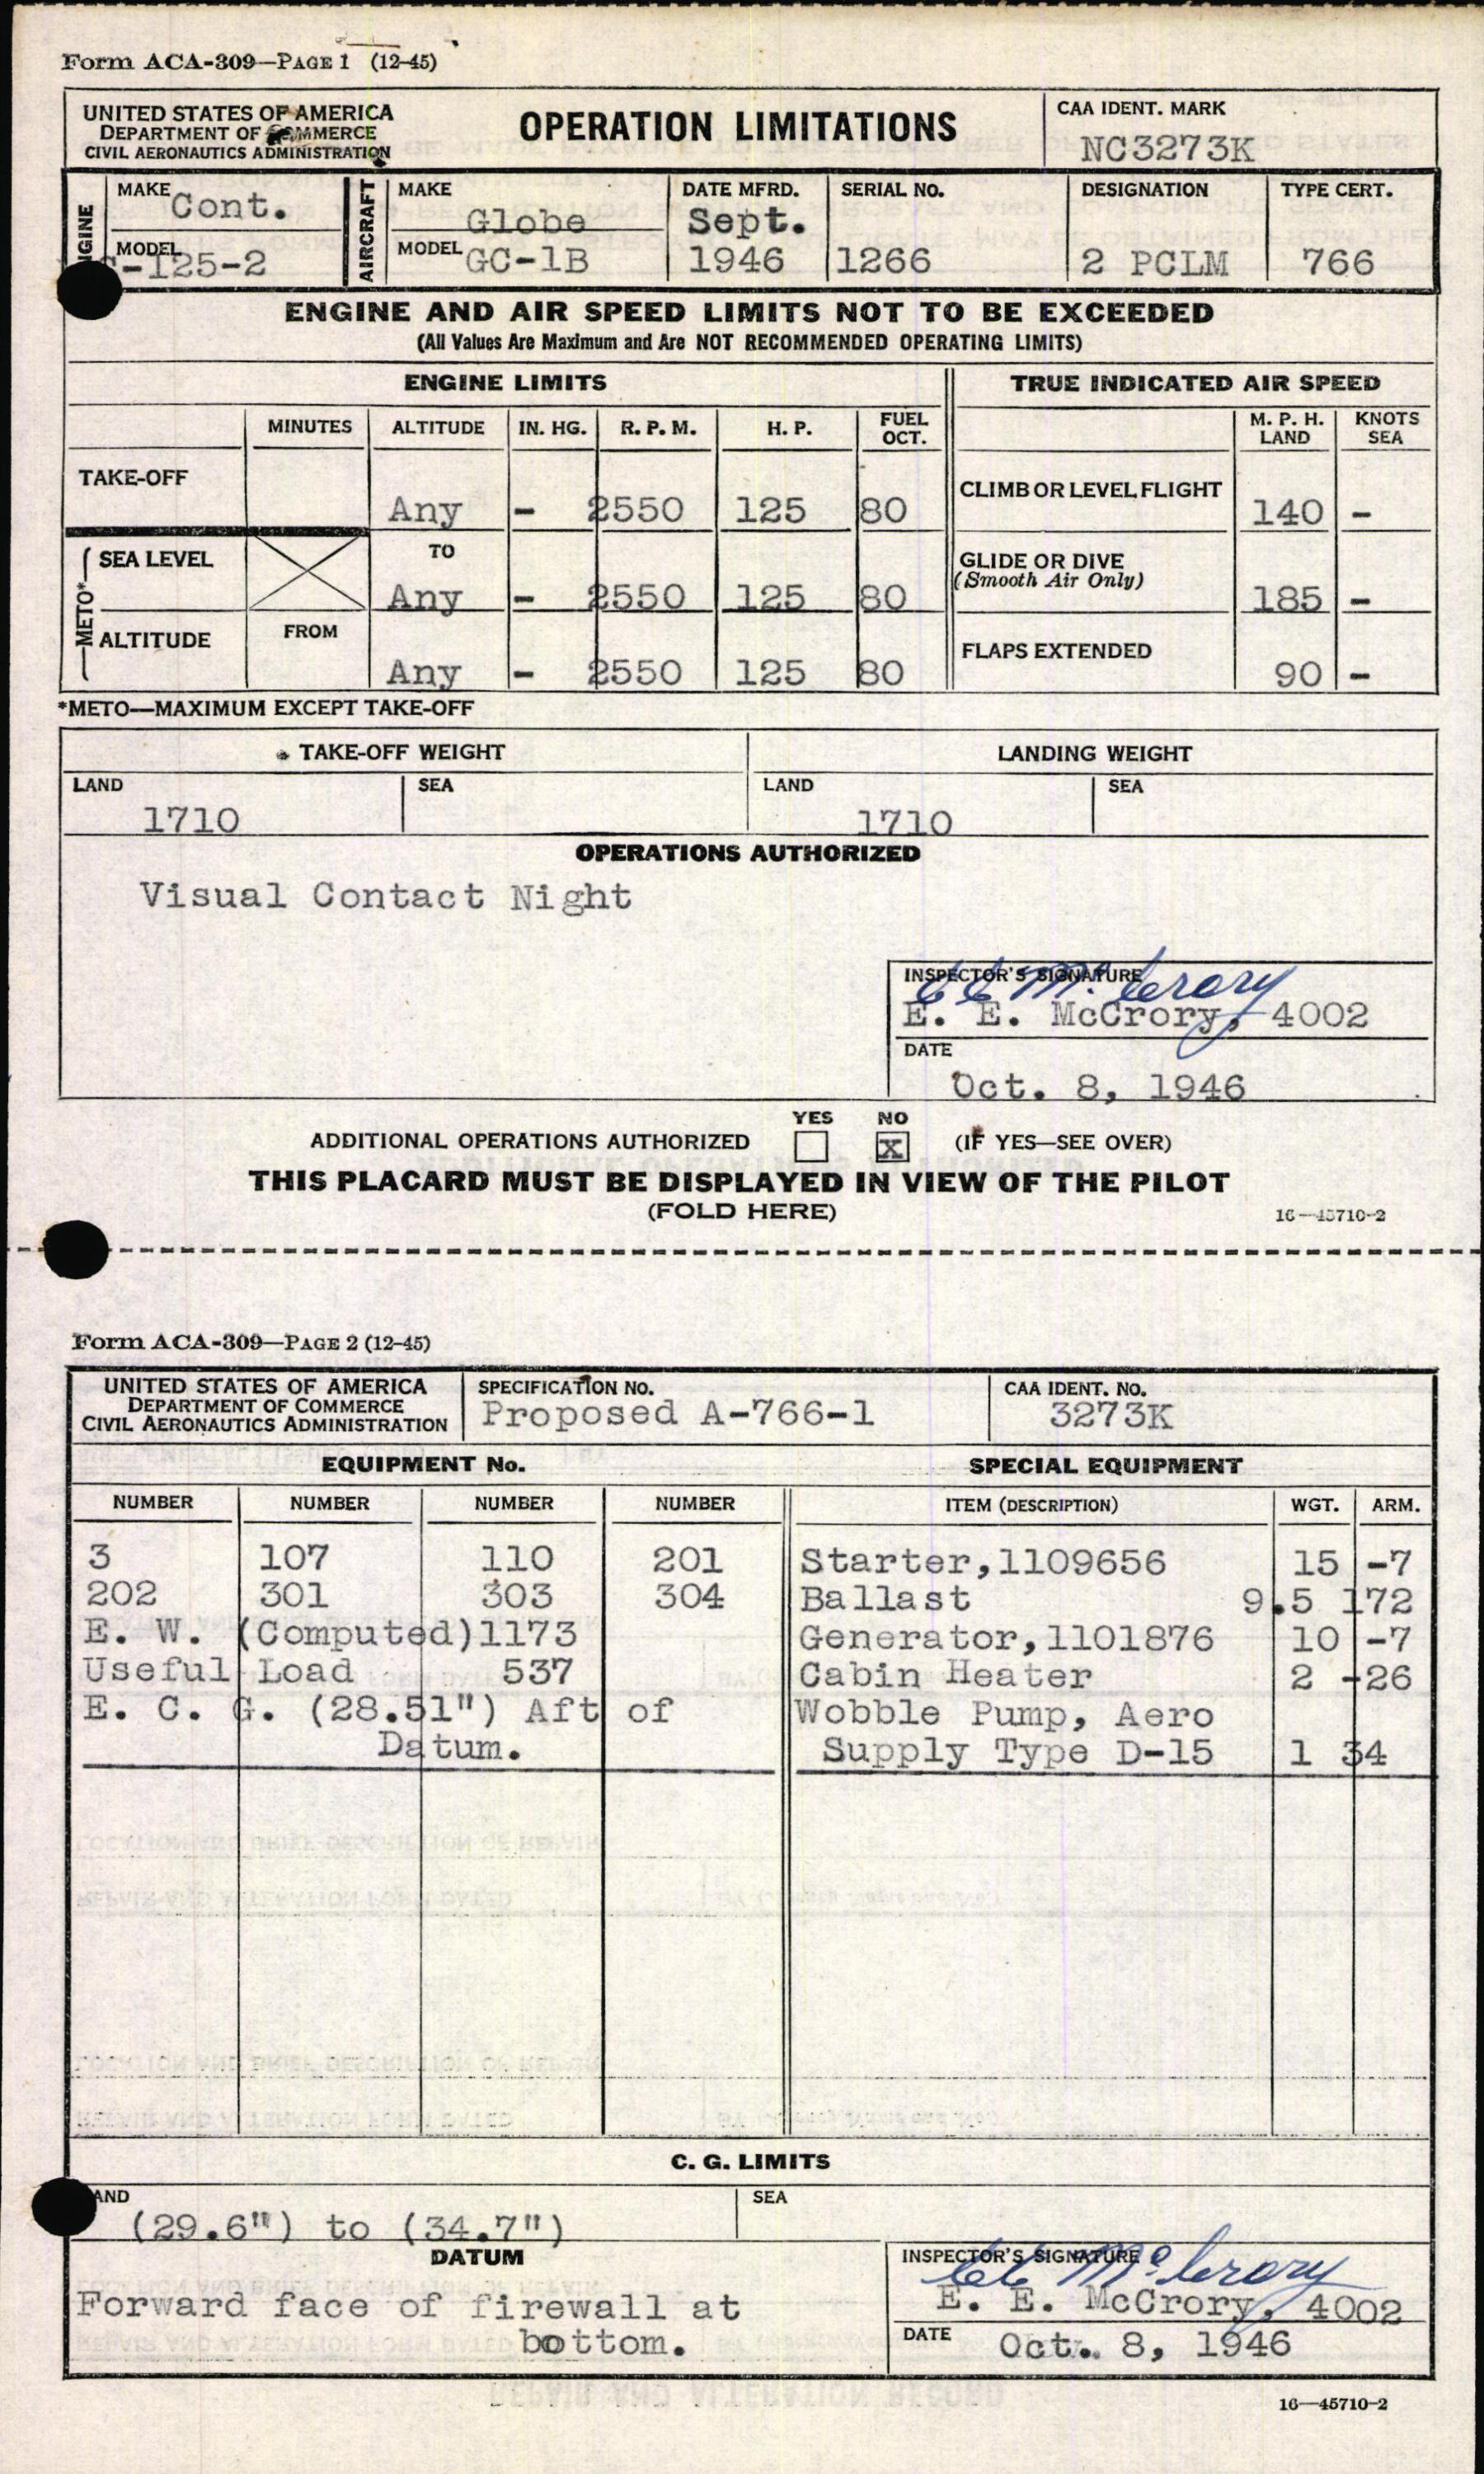 Form ACA-309—PAGE 1 (12-45)
UNITED STATES OF AMERICA
DEPARTMENT OF COMMERCE
CIVIL AERONAUTICS ADMINISTRATION
OPERATION LIMITATIONS
CAA IDENT. MARK
NC3273K
ENGINE
MAKE
Cont.
MODEL
C-125-2
AIRCRAFT
MAKE
Globe
MODEL GC-1B
DATE MFRD.
Sept.
1946
SERIAL NO.
1266
DESIGNATION
2 PCLM
TYPE CERT.
766
ENGINE AND AIR SPEED LIMITS NOT TO BE EXCEEDED
(All Values Are Maximum and Are NOT RECOMMENDED OPERATING LIMITS)
ENGINE LIMITS
TRUE INDICATED AIR SPEED
MINUTES ALTITUDE IN. HG. R. P. M. H. P. FUEL OCT.
M. P. H. LAND KNOTS SEA
TAKE-OFF Any - 2550 125 80
CLIMB OR LEVEL FLIGHT 140 -
—METO*—
SEA LEVEL TO Any - 2550 125 80
GLIDE OR DIVE (Smooth Air Only) 185 -
ALTITUDE FROM Any - 2550 125 80
FLAPS EXTENDED 90 -
*METO—MAXIMUM EXCEPT TAKE-OFF
TAKE-OFF WEIGHT LANDING WEIGHT
LAND SEA LAND SEA
1710 1710
OPERATIONS AUTHORIZED
Visual Contact Night
INSPECTOR'S SIGNATURE
EE McCrory
E. E. McCrory, 4002
DATE
Oct. 8, 1946
YES NO
ADDITIONAL OPERATIONS AUTHORIZED X (IF YES—SEE OVER)
THIS PLACARD MUST BE DISPLAYED IN VIEW OF THE PILOT
(FOLD HERE)
16—45710-2
Form ACA-309—PAGE 2 (12-45)
UNITED STATES OF AMERICA
DEPARTMENT OF COMMERCE
CIVIL AERONAUTICS ADMINISTRATION
SPECIFICATION NO.
Proposed A-766-1
CAA IDENT. NO.
3273K
EQUIPMENT No. SPECIAL EQUIPMENT
NUMBER NUMBER NUMBER NUMBER ITEM (DESCRIPTION) WGT. ARM.
3 107 110 201 Starter,1109656 15 -7
202 301 303 304 Ballast 9.5 172
E. W. (Computed)1173 Generator,1101876 10 -7
Useful Load 537 Cabin Heater 2 -26
E. C. G. (28.51") Aft of Wobble Pump, Aero
Datum. Supply Type D-15 1 34
C. G. LIMITS
LAND SEA
(29.6") to (34.7")
DATUM
Forward face of firewall at
bottom.
INSPECTOR'S SIGNATURE
EE McCrory
E. E. McCrory, 4002
DATE
Oct. 8, 1946
REPAIR AND ALTERATION RECORD
16—45710-2